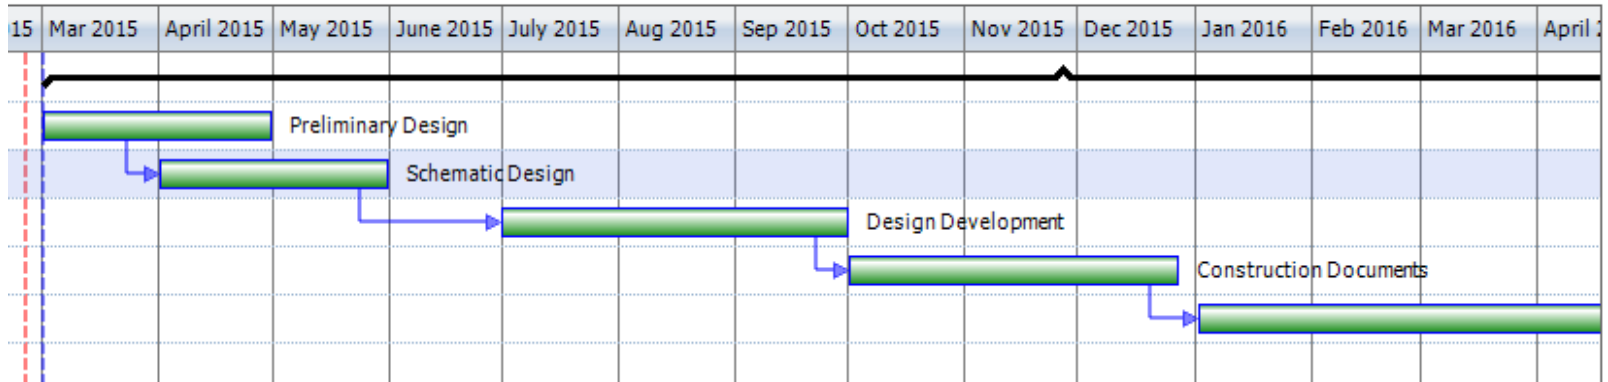 15 Mar 2015 April 2015 May 2015 June 2015 July 2015 Aug 2015 Sep 2015 Oct 2015 Nov 2015 Dec 2015 Jan 2016 Feb 2016 Mar 2016 April
Preliminary Design
Schematic Design
Design Development
Construction Documents